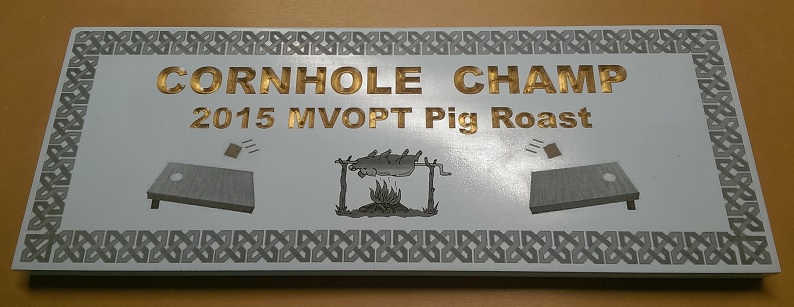 CORNHOLE CHAMP
2015 MVOPT Pig Roast